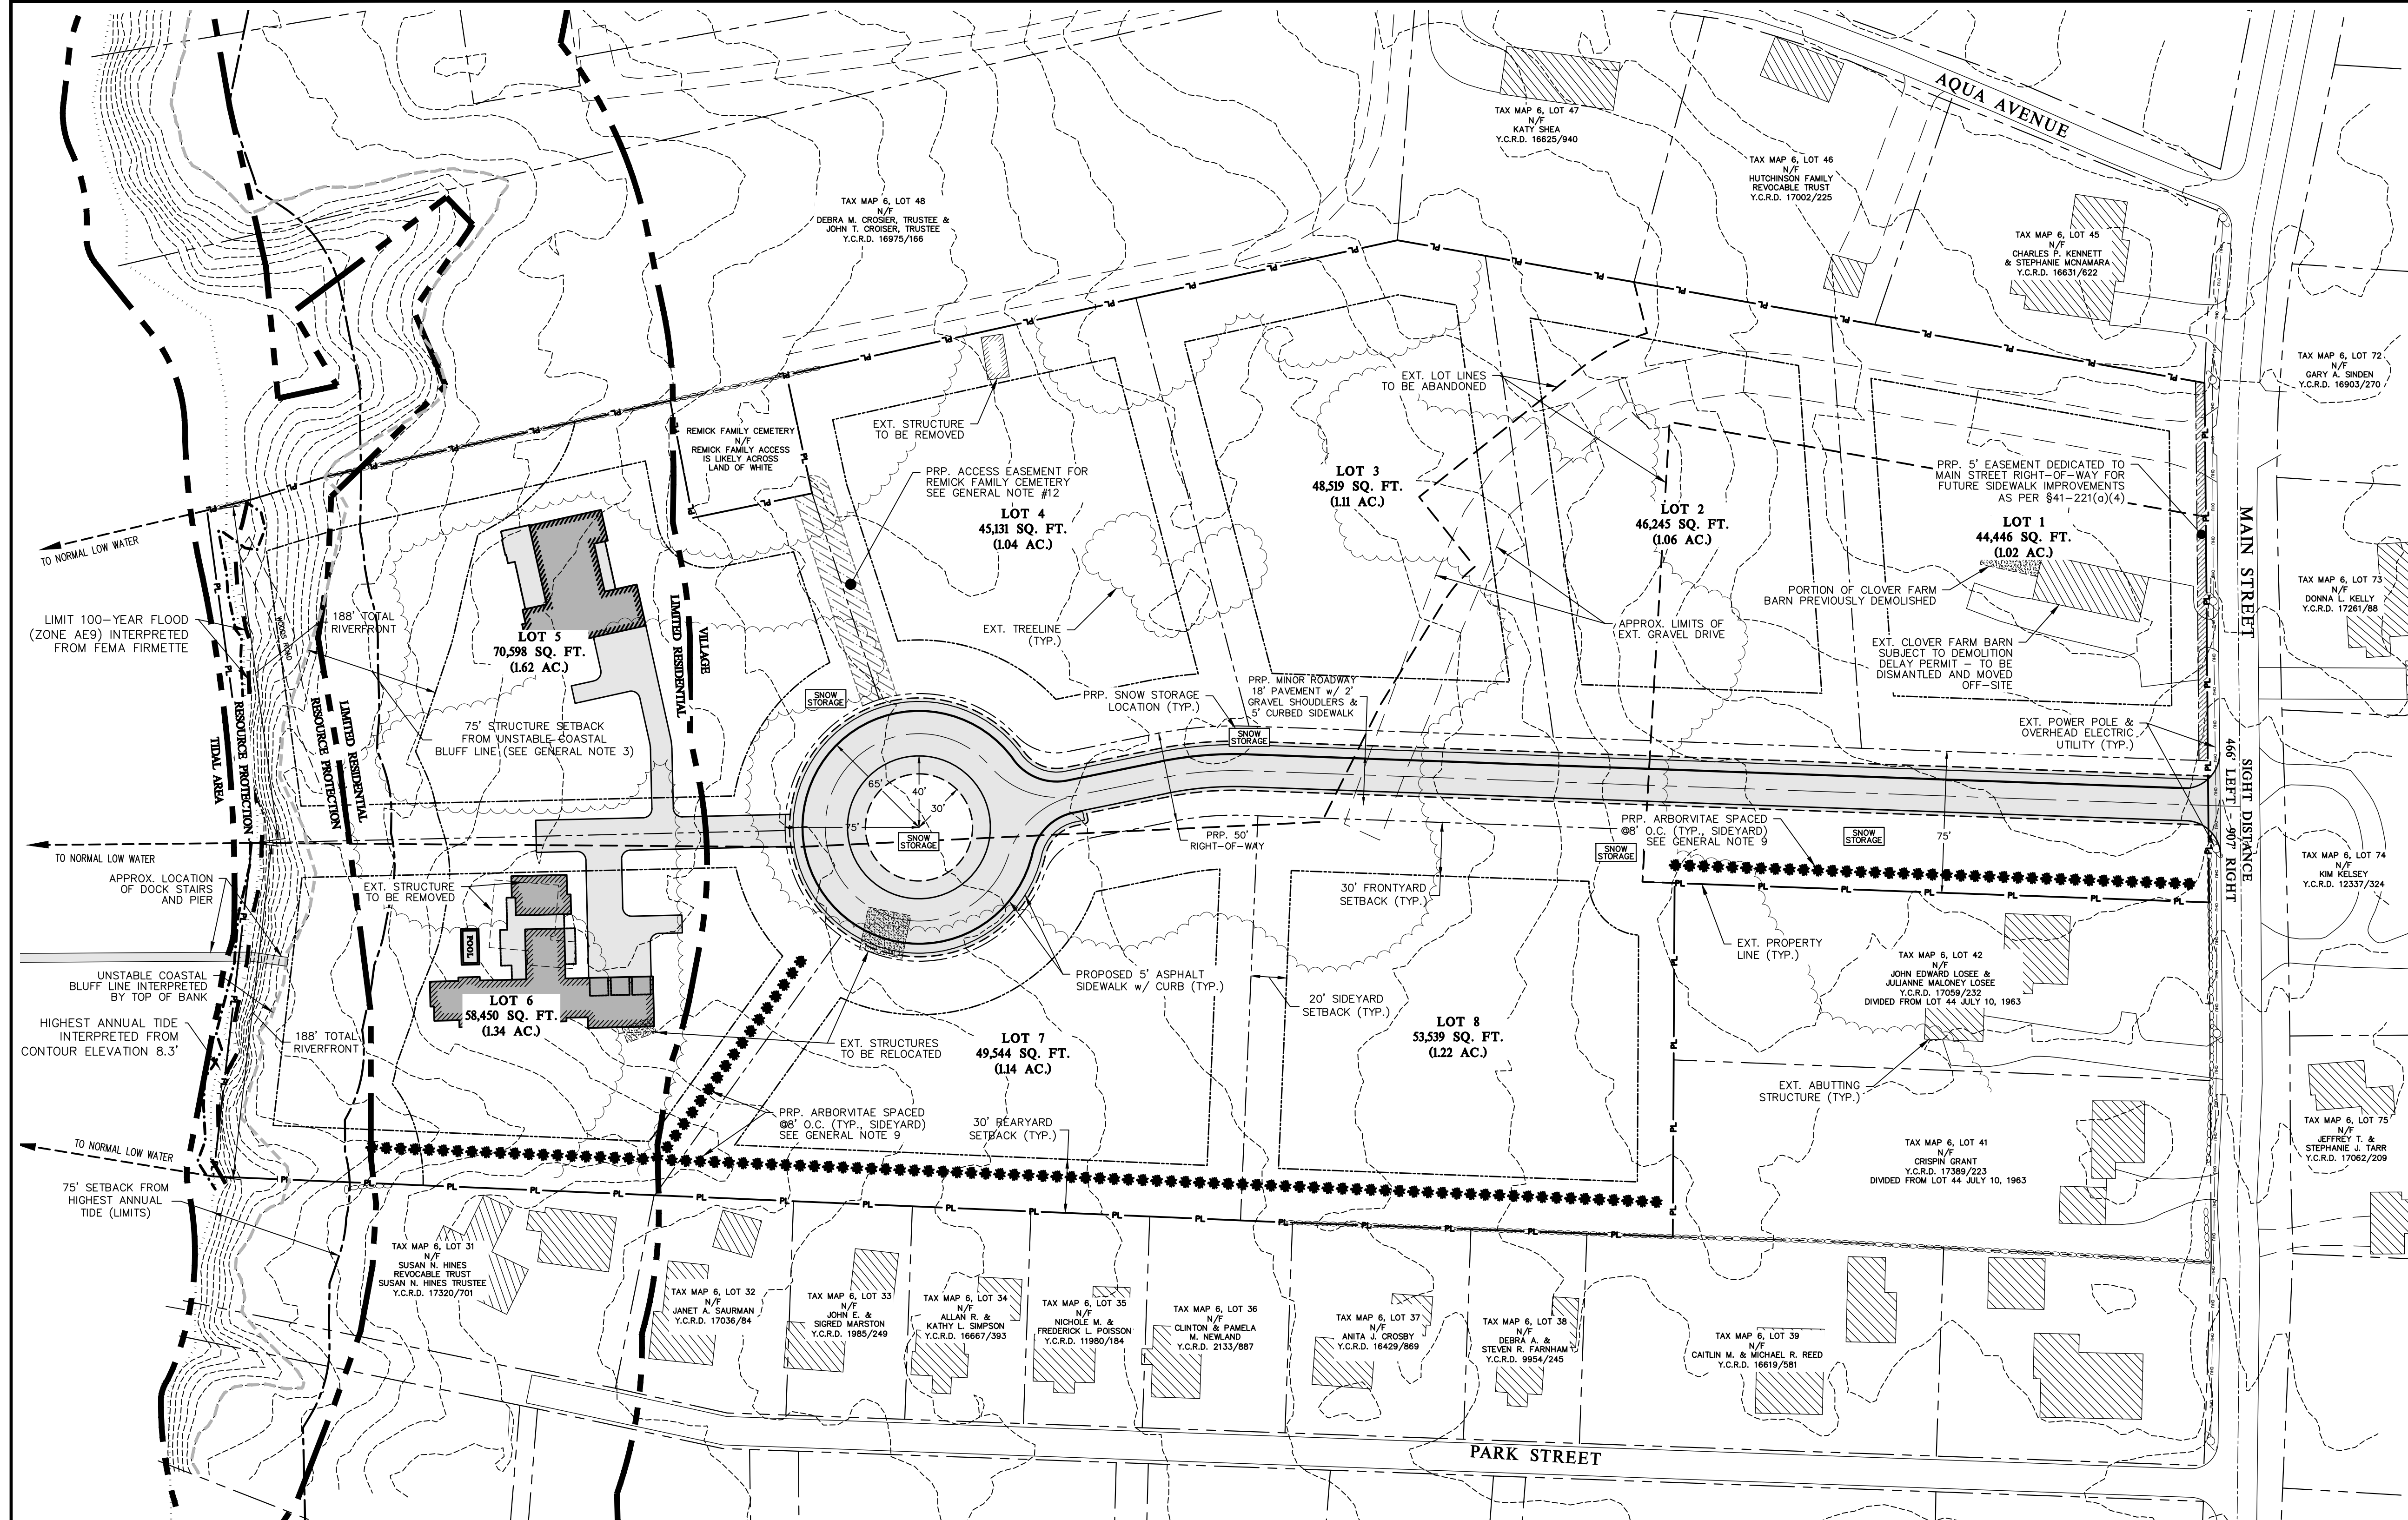 AQUA AVENUE
TAX MAP 6, LOT 47
N/F
KATY SHEA
Y.C.R.D. 16625/940
TAX MAP 6, LOT 46
N/F
HUTCHINSON FAMILY
REVOCABLE TRUST
Y.C.R.D. 17002/225
TAX MAP 6, LOT 48
N/F
DEBRA M. CROSIER, TRUSTEE &
JOHN T. CROISER, TRUSTEE
Y.C.R.D. 16975/166
TAX MAP 6, LOT 45
N/F
CHARLES P. KENNETT
& STEPHANIE MCNAMARA
Y.C.R.D. 16631/622
TAX MAP 6, LOT 72
N/F
GARY A. SINDEN
Y.C.R.D. 16903/270
EXT. LOT LINES
TO BE ABANDONED
EXT. STRUCTURE
TO BE REMOVED
REMICK FAMILY CEMETERY
N/F
REMICK FAMILY ACCESS
IS LIKELY ACROSS
LAND OF WHITE
PRP. ACCESS EASEMENT FOR
REMICK FAMILY CEMETERY
SEE GENERAL NOTE #12
LOT 4
45,131 SQ. FT.
(1.04 AC.)
LOT 3
48,519 SQ. FT.
(1.11 AC.)
LOT 2
46,245 SQ. FT.
(1.06 AC.)
PRP. 5' EASEMENT DEDICATED TO
MAIN STREET RIGHT-OF-WAY FOR
FUTURE SIDEWALK IMPROVEMENTS
AS PER §41-221(a)(4)
LOT 1
44,446 SQ. FT.
(1.02 AC.)
MAIN STREET
TO NORMAL LOW WATER
LIMIT 100-YEAR FLOOD
(ZONE AE9) INTERPRETED
FROM FEMA FIRMETTE
188' TOTAL
RIVERFRONT
LOT 5
70,598 SQ. FT.
(1.62 AC.)
LIMITED RESIDENTIAL
VILLAGE
EXT. TREELINE
(TYP.)
APPROX. LIMITS OF
EXT. GRAVEL DRIVE
PORTION OF CLOVER FARM
BARN PREVIOUSLY DEMOLISHED
EXT. CLOVER FARM BARN
SUBJECT TO DEMOLITION
DELAY PERMIT - TO BE
DISMANTLED AND MOVED
OFF-SITE
TAX MAP 6, LOT 73
N/F
DONNA L. KELLY
Y.C.R.D. 17261/88
TIDAL AREA
RESOURCE PROTECTION
RESOURCE PROTECTION
LIMITED RESIDENTIAL
75' STRUCTURE SETBACK
FROM UNSTABLE COASTAL
BLUFF LINE (SEE GENERAL NOTE 3)
SNOW
STORAGE
PRP. SNOW STORAGE
LOCATION (TYP.)
PRP. MINOR ROADWAY
18' PAVEMENT w/ 2'
GRAVEL SHOUDLERS &
5' CURBED SIDEWALK
SNOW
STORAGE
EXT. POWER POLE &
OVERHEAD ELECTRIC
UTILITY (TYP.)
SIGHT DISTANCE
466' LEFT - 907' RIGHT
65'
40'
30'
75'
SNOW
STORAGE
PRP. 50'
RIGHT-OF-WAY
PRP. ARBORVITAE SPACED
@8' O.C. (TYP., SIDEYARD)
SEE GENERAL NOTE 9
SNOW
STORAGE
SNOW
STORAGE
75'
TO NORMAL LOW WATER
TAX MAP 6, LOT 74
N/F
KIM KELSEY
Y.C.R.D. 12337/324
APPROX. LOCATION
OF DOCK STAIRS
AND PIER
EXT. STRUCTURE
TO BE REMOVED
POOL
30' FRONTYARD
SETBACK (TYP.)
EXT. PROPERTY
LINE (TYP.)
TAX MAP 6, LOT 42
N/F
JOHN EDWARD LOSEE &
JULIANNE MALONEY LOSEE
Y.C.R.D. 17059/232
DIVIDED FROM LOT 44 JULY 10, 1963
UNSTABLE COASTAL
BLUFF LINE INTERPRETED
BY TOP OF BANK
PROPOSED 5' ASPHALT
SIDEWALK w/ CURB (TYP.)
20' SIDEYARD
SETBACK (TYP.)
LOT 6
58,450 SQ. FT.
(1.34 AC.)
HIGHEST ANNUAL TIDE
INTERPRETED FROM
CONTOUR ELEVATION 8.3'
188' TOTAL
RIVERFRONT
EXT. STRUCTURES
TO BE RELOCATED
LOT 7
49,544 SQ. FT.
(1.14 AC.)
LOT 8
53,539 SQ. FT.
(1.22 AC.)
EXT. ABUTTING
STRUCTURE (TYP.)
PRP. ARBORVITAE SPACED
@8' O.C. (TYP., SIDEYARD)
SEE GENERAL NOTE 9
30' REARYARD
SETBACK (TYP.)
TAX MAP 6, LOT 41
N/F
CRISPIN GRANT
Y.C.R.D. 17389/223
DIVIDED FROM LOT 44 JULY 10, 1963
TAX MAP 6, LOT 75
N/F
JEFFREY T. &
STEPHANIE J. TARR
Y.C.R.D. 17062/209
TO NORMAL LOW WATER
75' SETBACK FROM
HIGHEST ANNUAL
TIDE (LIMITS)
TAX MAP 6, LOT 31
N/F
SUSAN N. HINES
REVOCABLE TRUST
SUSAN N. HINES TRUSTEE
Y.C.R.D. 17320/701
TAX MAP 6, LOT 32
N/F
JANET A. SAURMAN
Y.C.R.D. 17036/84
TAX MAP 6, LOT 33
N/F
JOHN E. &
SIGRED MARSTON
Y.C.R.D. 1985/249
TAX MAP 6, LOT 34
N/F
ALLAN R. &
KATHY L. SIMPSON
Y.C.R.D. 16667/393
TAX MAP 6, LOT 35
N/F
NICHOLE M. &
FREDERICK L. POISSON
Y.C.R.D. 11980/184
TAX MAP 6, LOT 36
N/F
CLINTON & PAMELA
M. NEWLAND
Y.C.R.D. 2133/887
TAX MAP 6, LOT 37
N/F
ANITA J. CROSBY
Y.C.R.D. 16429/869
TAX MAP 6, LOT 38
N/F
DEBRA A. &
STEVEN R. FARNHAM
Y.C.R.D. 9954/245
TAX MAP 6, LOT 39
N/F
CAITLIN M. & MICHAEL R. REED
Y.C.R.D. 16619/581
PARK STREET